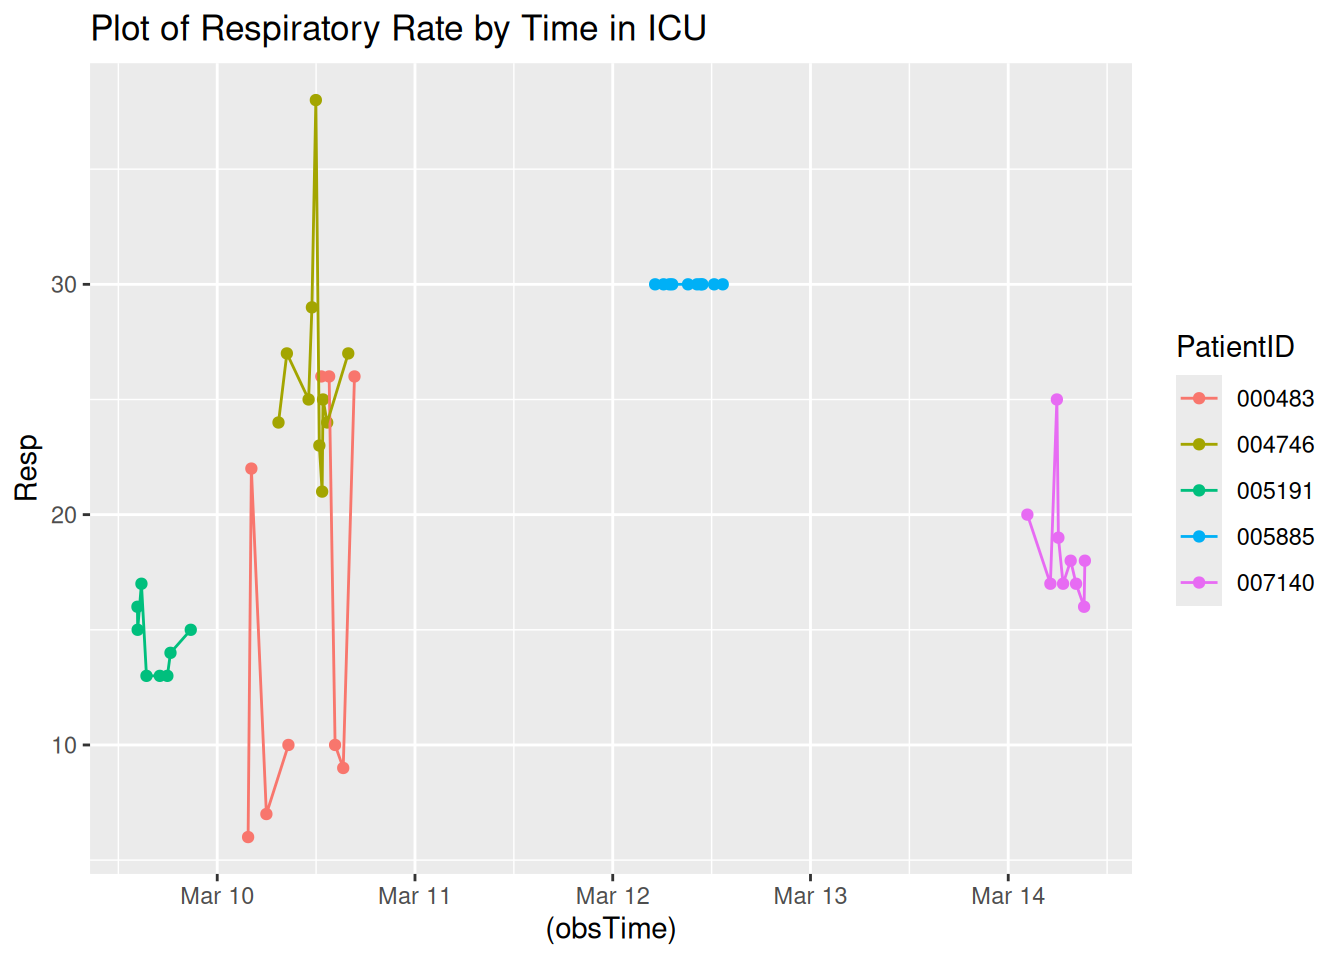 Plot of Respiratory Rate by Time in ICU
Resp
30
20
10
Mar 10 Mar 11 Mar 12 Mar 13 Mar 14
(obsTime)
PatientID
000483
004746
005191
005885
007140